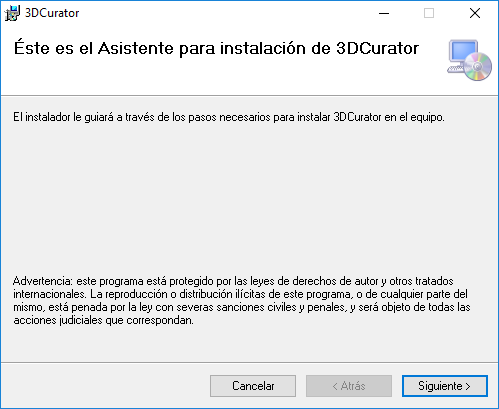 3DCurator
Éste es el Asistente para instalación de 3DCurator
El instalador le guiará a través de los pasos necesarios para instalar 3DCurator en el equipo.
Advertencia: este programa está protegido por las leyes de derechos de autor y otros tratados
internacionales. La reproducción o distribución ilícitas de este programa, o de cualquier parte del
mismo, está penada por la ley con severas sanciones civiles y penales, y será objeto de todas las
acciones judiciales que correspondan.
Cancelar
< Atrás
Siguiente >